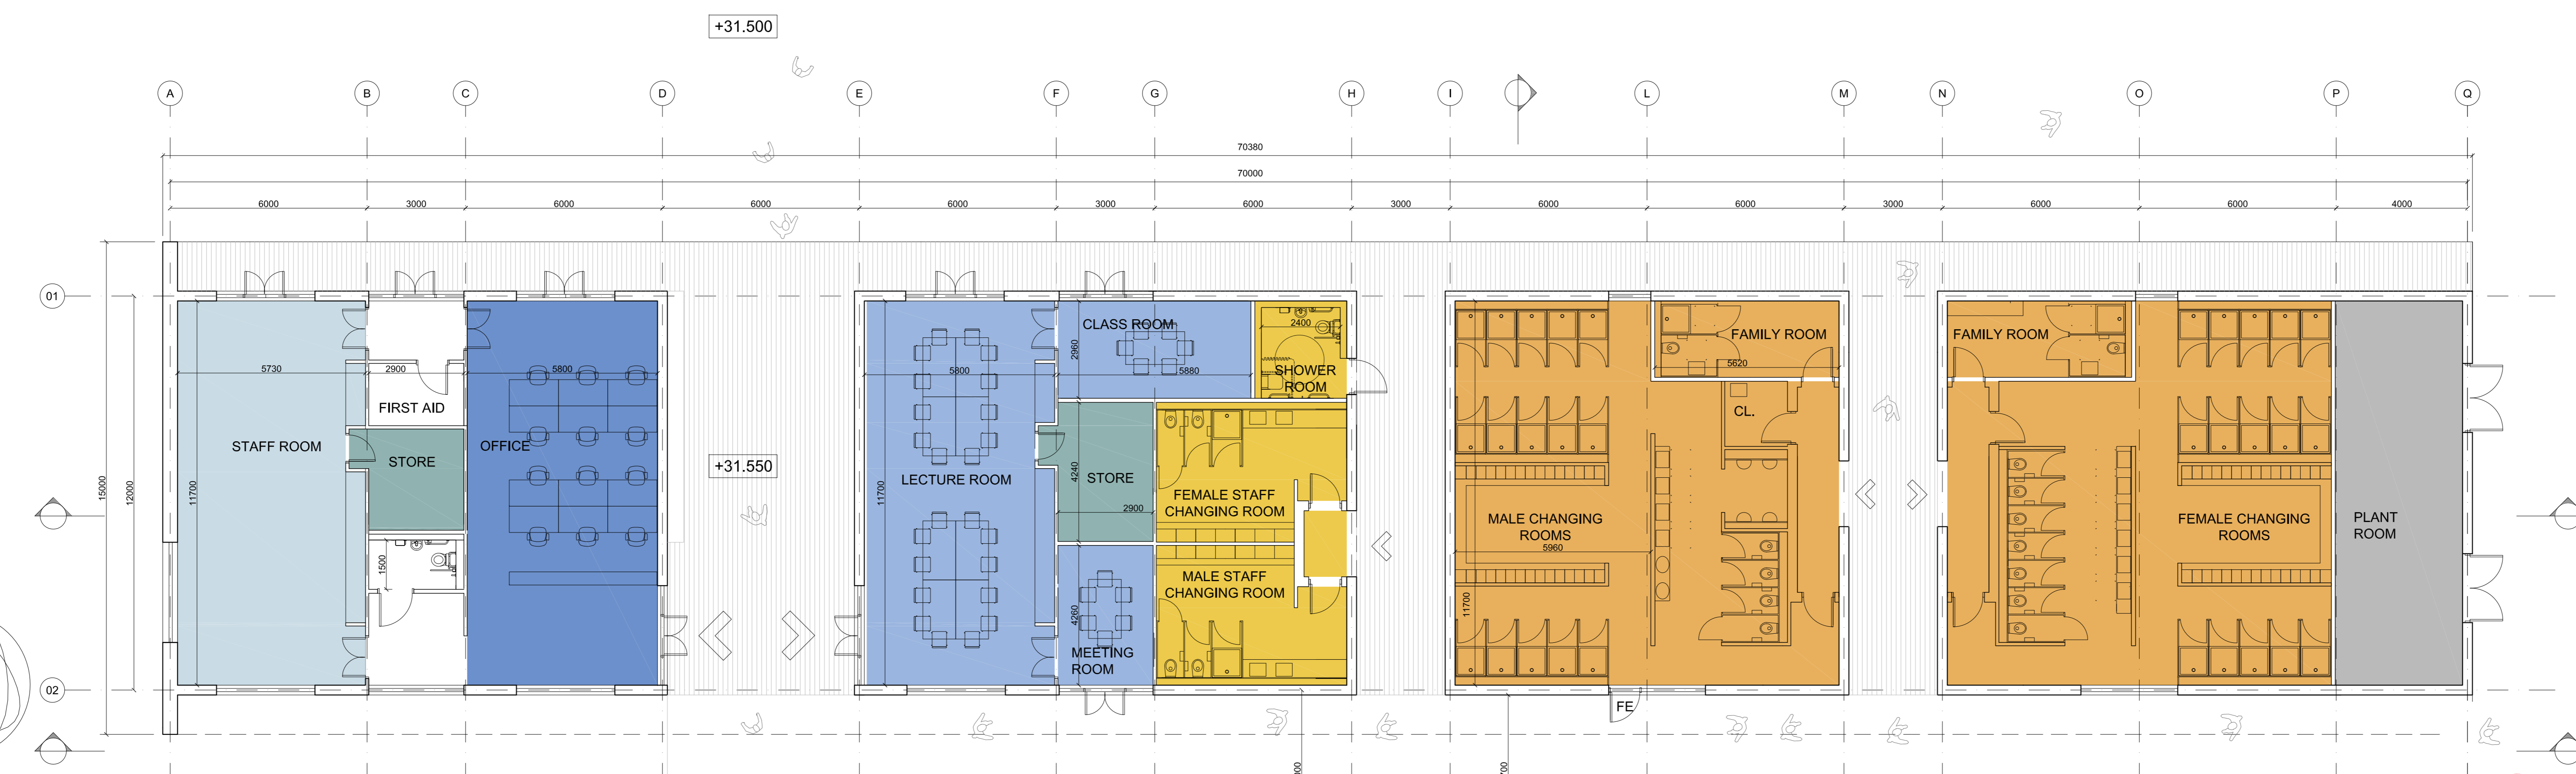 +31.500
A B C D E F G H I L M N O P Q
70380
70000
6000 3000 6000 6000 6000 3000 6000 3000 6000 6000 3000 6000 6000 4000
01
02
15000
12000
11700
5730
2900
5800
FIRST AID
STAFF ROOM
STORE
OFFICE
1500
+31.550
11700
5800
LECTURE ROOM
CLASS ROOM
2960
5880
2400
SHOWER
ROOM
4240
STORE
2900
FEMALE STAFF
CHANGING ROOM
MALE STAFF
CHANGING ROOM
4260
MEETING
ROOM
FAMILY ROOM
5620
CL.
MALE CHANGING
ROOMS
5960
11700
FE
FAMILY ROOM
FEMALE CHANGING
ROOMS
PLANT
ROOM